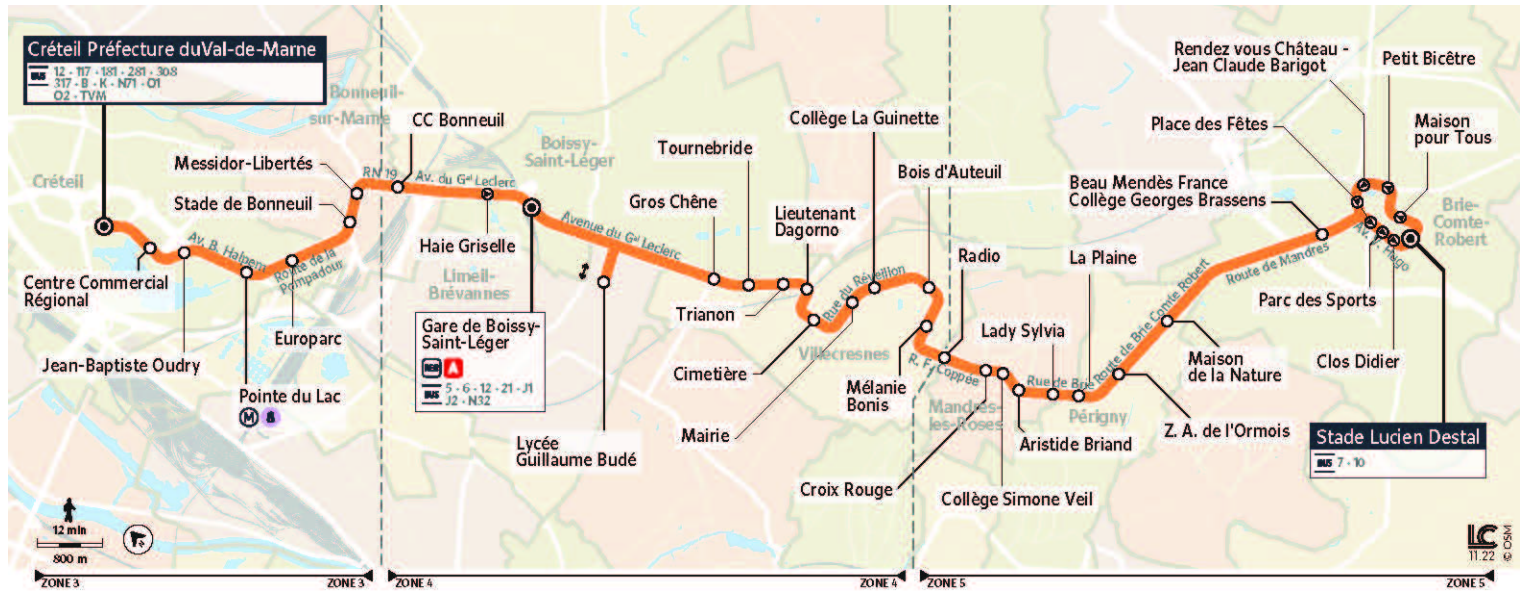 Créteil Préfecture duVal-de-Marne
BUS 12 - 117 - 181 - 281 - 308
317 - B - K - N71 - O1
O2 - TVM
Créteil
Centre Commercial
Régional
Jean-Baptiste Oudry
Av. B. Halpern
Pointe du Lac
M 8
Europarc
Route de la
Pompadour
Stade de Bonneuil
Messidor-Libertés
Bonneuil-
sur-Marne
RN 19
CC Bonneuil
Av. du Gal Leclerc
Haie Griselle
Boissy-
Saint-Léger
Limeil-
Brévannes
Gare de Boissy-
Saint-Léger
RER A
BUS 5 - 6 - 12 - 21 - J1
J2 - N32
Avenue du Gal Leclerc
Lycée
Guillaume Budé
Gros Chêne
Tournebride
Trianon
Lieutenant
Dagorno
Cimetière
Mairie
Rue du Réveillon
Villecresnes
Collège La Guinette
Bois d'Auteuil
Mélanie
Bonis
Radio
R. F. Coppée
Croix Rouge
Mandres-
les-Roses
Collège Simone Veil
Aristide Briand
Lady Sylvia
Rue de Brie
La Plaine
Périgny
Z. A. de l'Ormois
Route de Brie Comte Robert
Maison
de la Nature
Route de Mandres
Beau Mendès France
Collège Georges Brassens
Place des Fêtes
Rendez vous Château -
Jean Claude Barigot
Petit Bicêtre
Maison
pour Tous
Brie-
Comte-
Robert
Av. V. Hugo
Parc des Sports
Clos Didier
Stade Lucien Destal
BUS 7 - 10
12 min
800 m
LC
11.22
© OSM
ZONE 3
ZONE 3
ZONE 4
ZONE 4
ZONE 5
ZONE 5